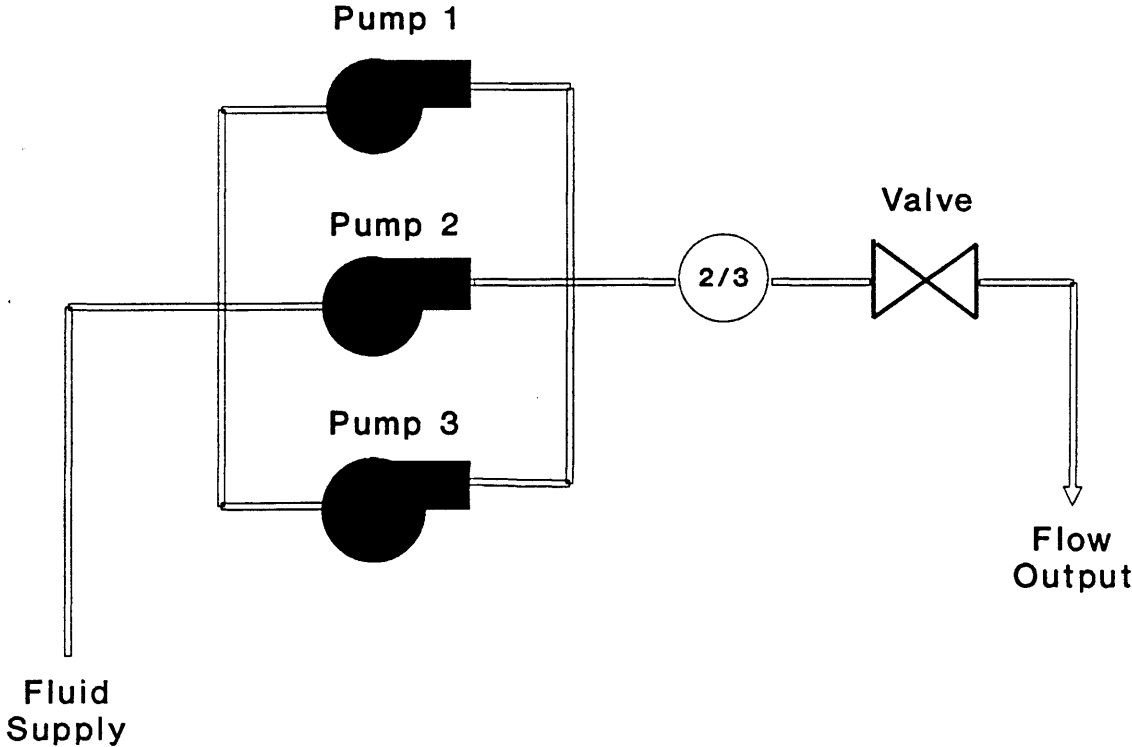 Pump 1
Pump 2
Valve
2/3
Pump 3
Flow
Output
Fluid
Supply